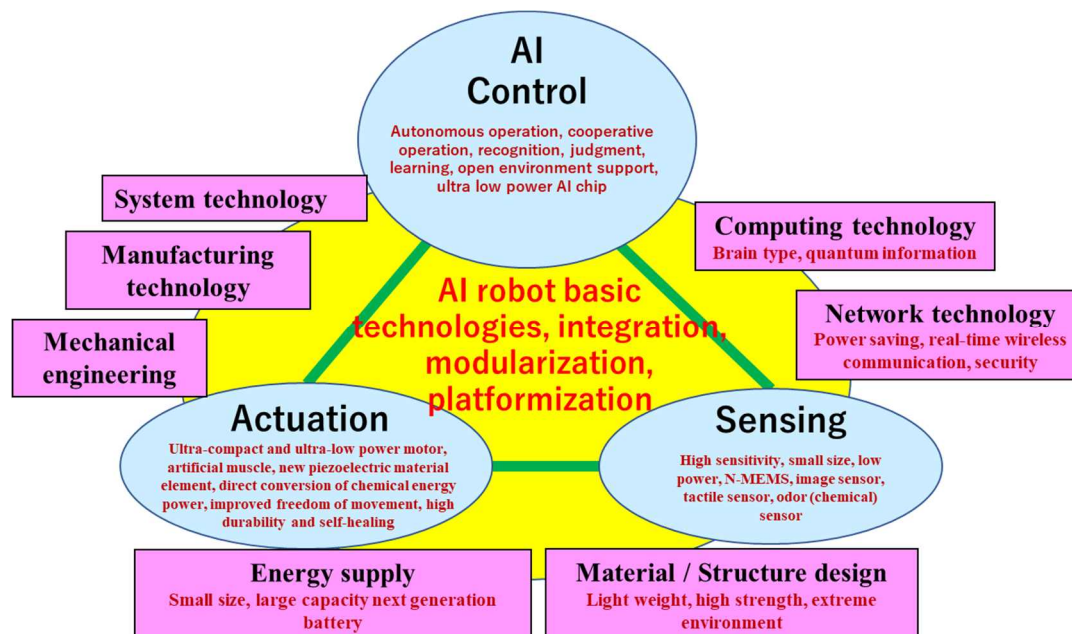 AI
Control
Autonomous operation, cooperative
operation, recognition, judgment,
learning, open environment support,
ultra low power AI chip
System technology
Manufacturing
technology
Mechanical
engineering
Computing technology
Brain type, quantum information
Network technology
Power saving, real-time wireless
communication, security
AI robot basic
technologies, integration,
modularization,
platformization
Actuation
Ultra-compact and ultra-low power motor,
artificial muscle, new piezoelectric material
element, direct conversion of chemical energy
power, improved freedom of movement, high
durability and self-healing
Sensing
High sensitivity, small size, low
power, N-MEMS, image sensor,
tactile sensor, odor (chemical)
sensor
Energy supply
Small size, large capacity next generation
battery
Material / Structure design
Light weight, high strength, extreme
environment